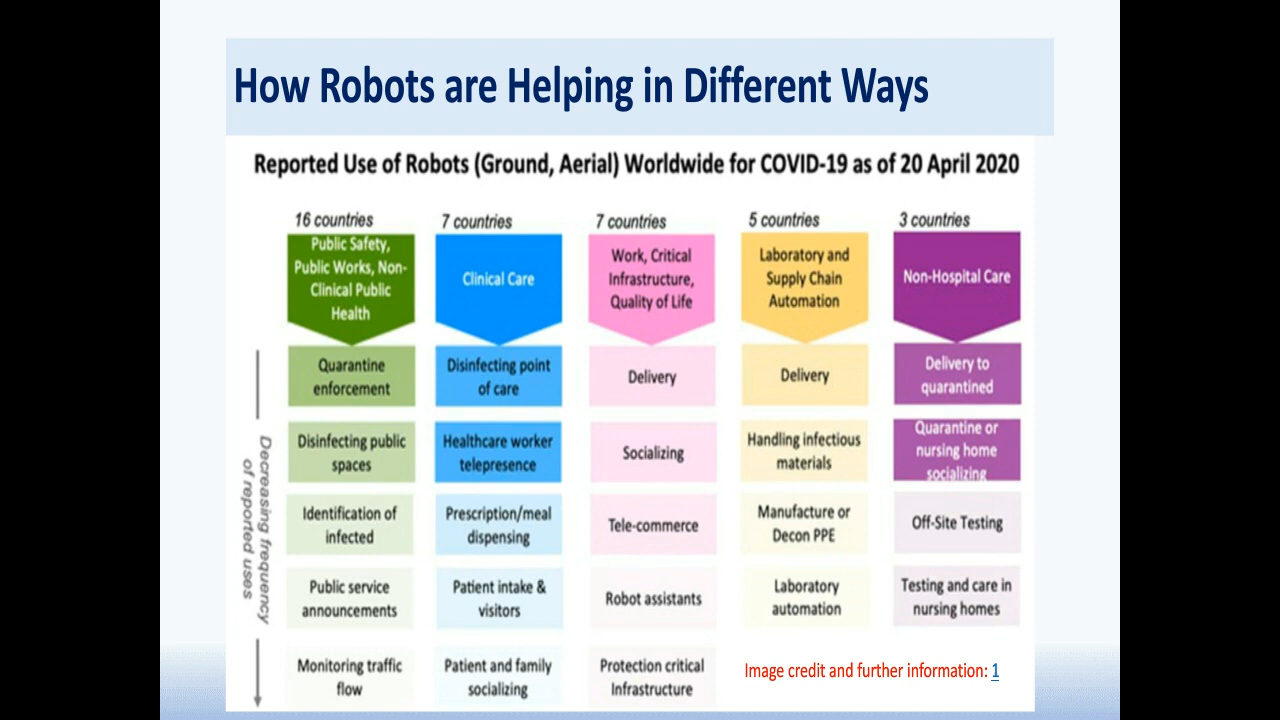 How Robots are Helping in Different Ways
Reported Use of Robots (Ground, Aerial) Worldwide for COVID-19 as of 20 April 2020
16 countries
Public Safety,
Public Works, Non-
Clinical Public
Health
Quarantine
enforcement
Disinfecting public
spaces
Identification of
infected
Public service
announcements
Monitoring traffic
flow
7 countries
Clinical Care
Disinfecting point
of care
Healthcare worker
telepresence
Prescription/meal
dispensing
Patient intake &
visitors
Patient and family
socializing
7 countries
Work, Critical
Infrastructure,
Quality of Life
Delivery
Socializing
Tele-commerce
Robot assistants
Protection critical
Infrastructure
5 countries
Laboratory and
Supply Chain
Automation
Delivery
Handling infectious
materials
Manufacture or
Decon PPE
Laboratory
automation
3 countries
Non-Hospital Care
Delivery to
quarantined
Quarantine or
nursing home
socializing
Off-Site Testing
Testing and care in
nursing homes
Decreasing frequency
of reported uses
Image credit and further information: 1